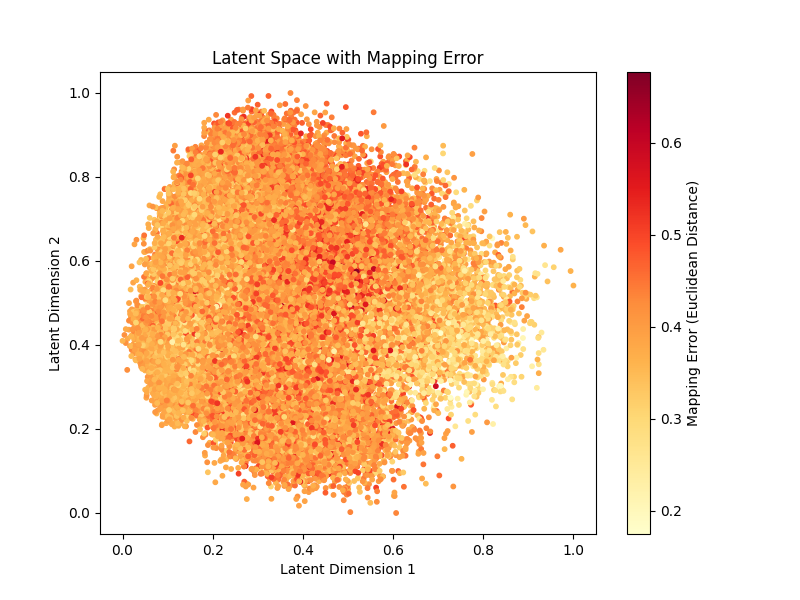 Latent Space with Mapping Error
Latent Dimension 2
1.0
0.8
0.6
0.4
0.2
0.0
0.0 0.2 0.4 0.6 0.8 1.0
Latent Dimension 1
0.6
0.5
0.4
0.3
0.2
Mapping Error (Euclidean Distance)